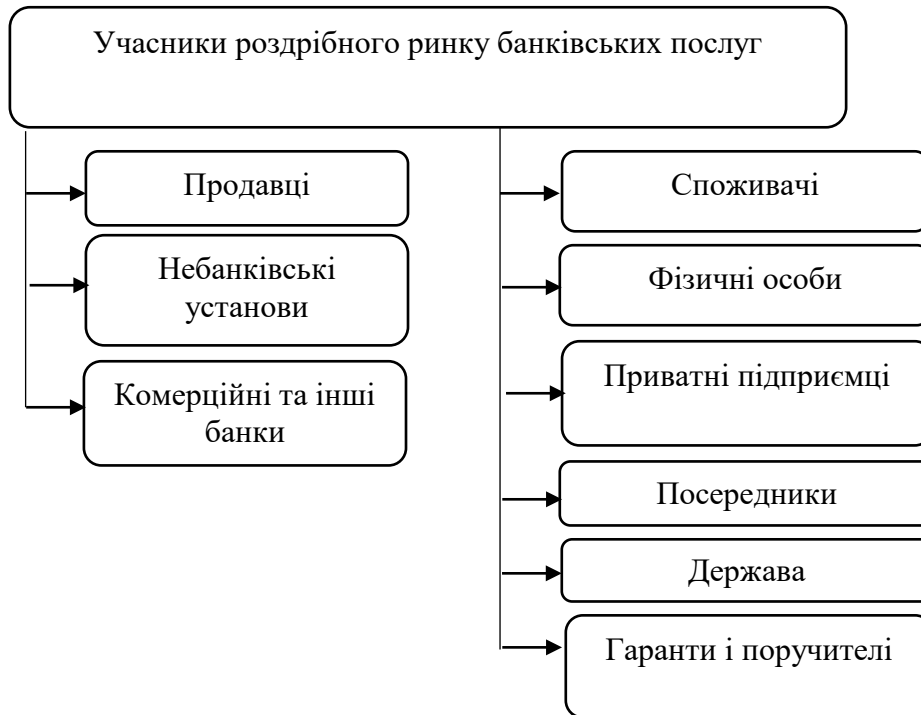 Учасники роздрібного ринку банківських послуг
Продавці
Небанківські
установи
Комерційні та інші
банки
Споживачі
Фізичні особи
Приватні підприємці
Посередники
Держава
Гаранти і поручителі